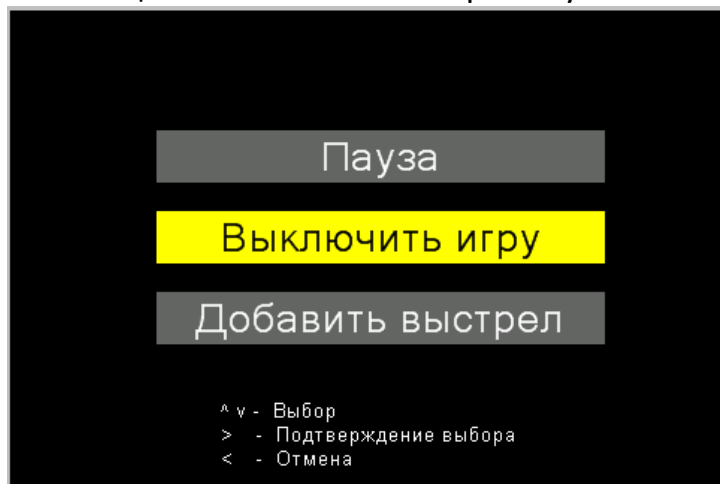 Пауза
Выключить игру
Добавить выстрел
^ v - Выбор
> - Подтверждение выбора
< - Отмена